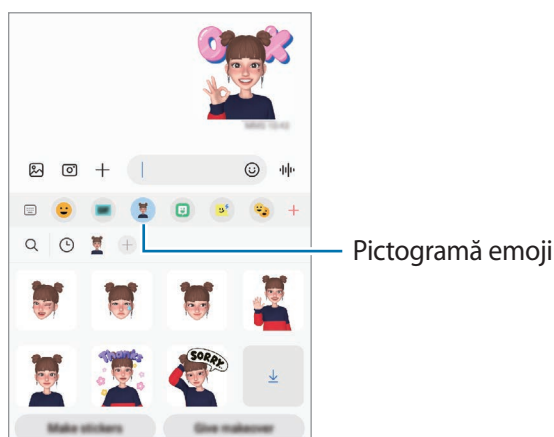 OK
Pictogramă emoji
Thanks
SORRY
Make stickers
Give makeover